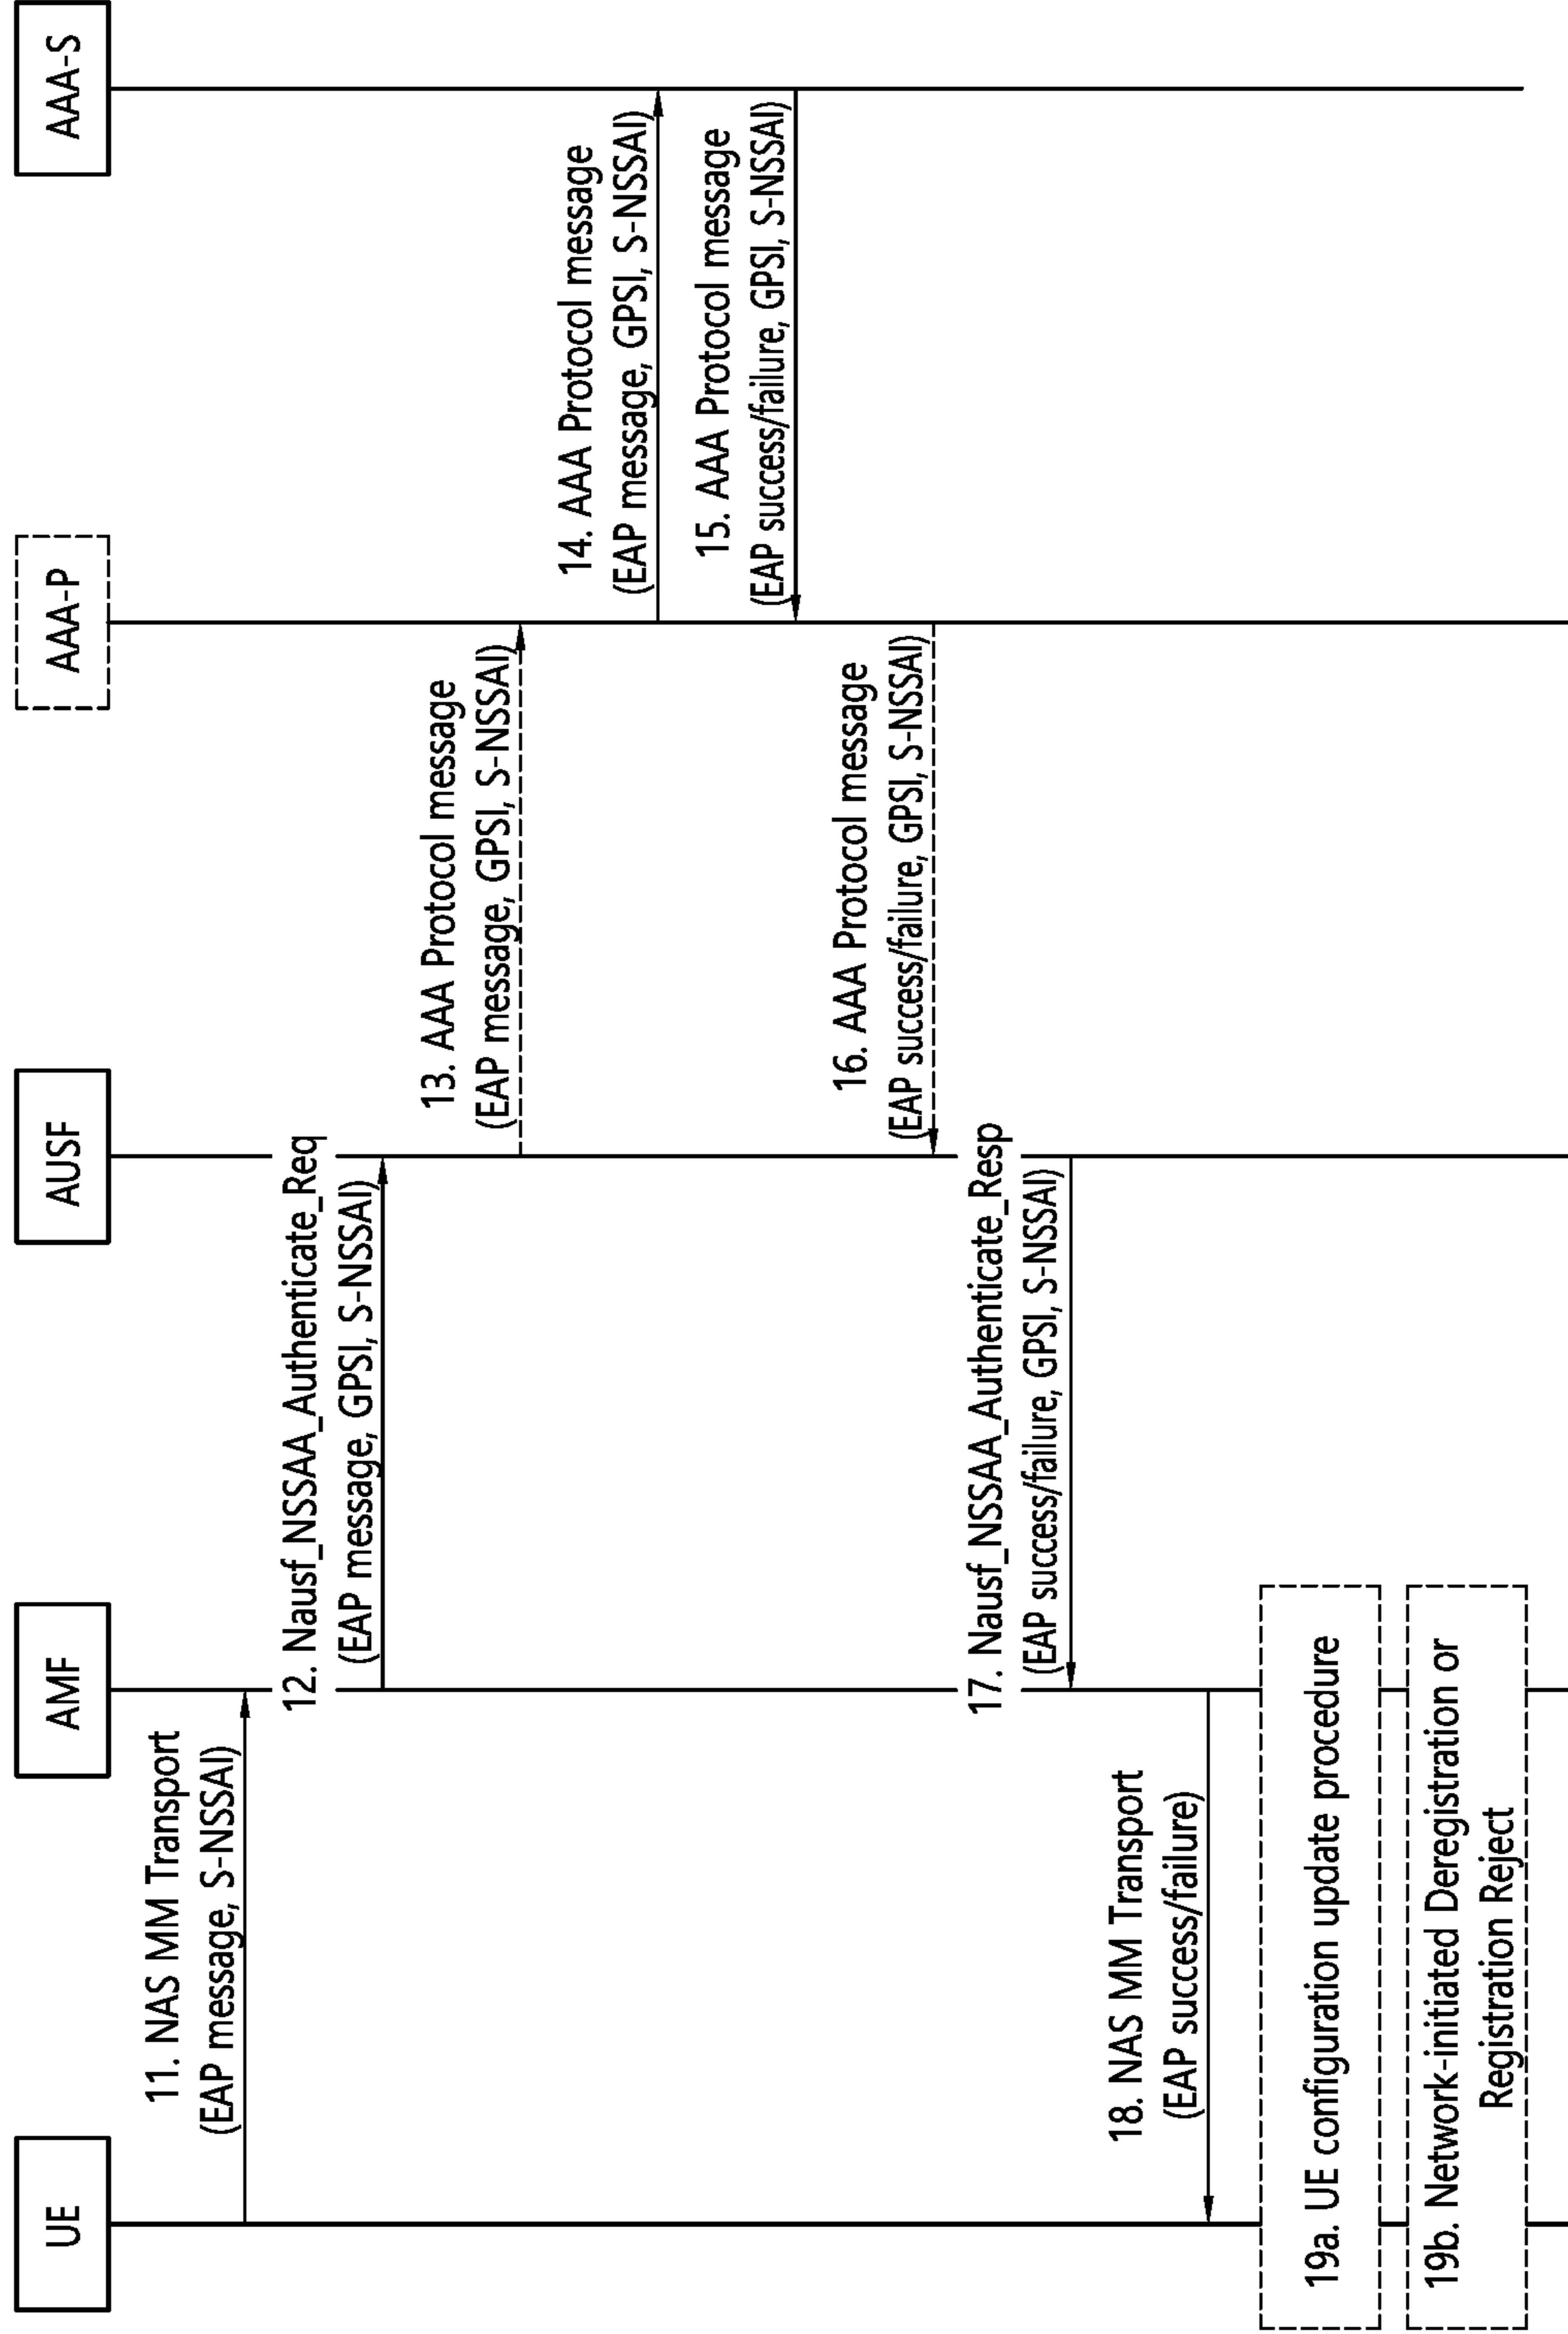 UE
AMF
AUSF
AAA-P
AAA-S
11. NAS MM Transport
(EAP message, S-NSSAI)
12. Nausf_NSSAA_Authenticate_Req
(EAP message, GPSI, S-NSSAI)
13. AAA Protocol message
(EAP message, GPSI, S-NSSAI)
14. AAA Protocol message
(EAP message, GPSI, S-NSSAI)
15. AAA Protocol message
(EAP success/failure, GPSI, S-NSSAI)
16. AAA Protocol message
(EAP success/failure, GPSI, S-NSSAI)
17. Nausf_NSSAA_Authenticate_Resp
(EAP success/failure, GPSI, S-NSSAI)
18. NAS MM Transport
(EAP success/failure)
19a. UE configuration update procedure
19b. Network-initiated Deregistration or
Registration Reject